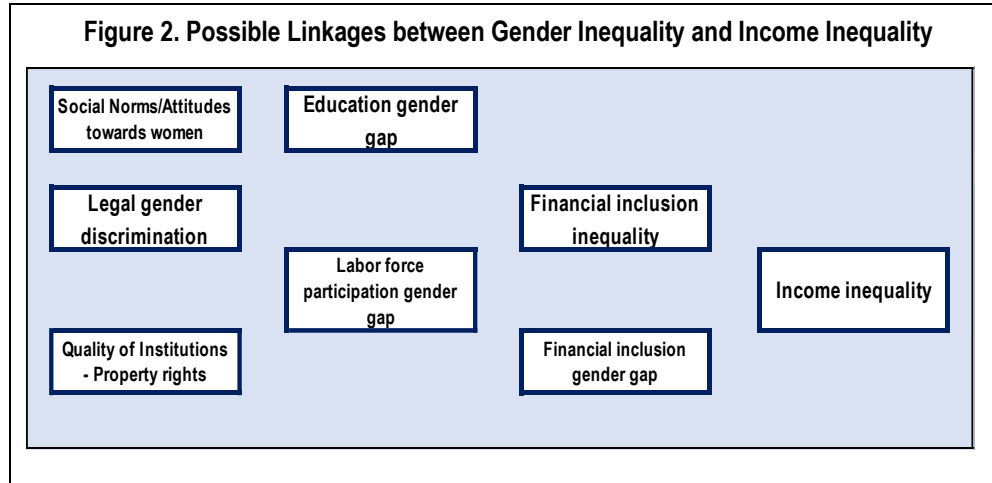 Figure 2. Possible Linkages between Gender Inequality and Income Inequality
Social Norms/Attitudes
towards women
Education gender
gap
Legal gender
discrimination
Financial inclusion
inequality
Labor force
participation gender
gap
Income inequality
Quality of Institutions
- Property rights
Financial inclusion
gender gap